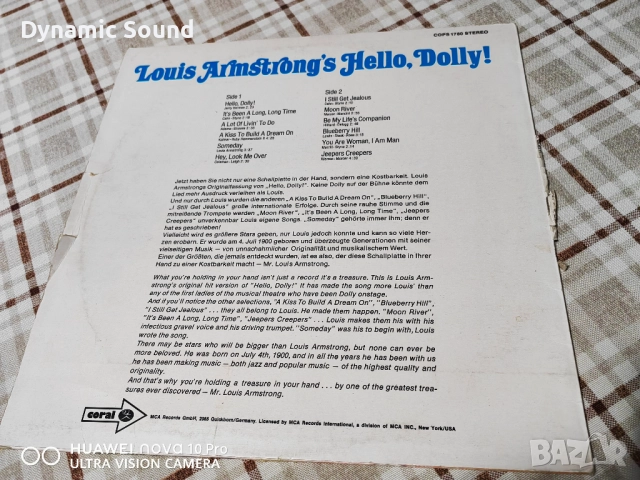 Dynamic Sound
COPS 1780 STEREO
Louis Armstrong's Hello, Dolly!
Side 1
Hello, Dolly!
It's Been A Long, Long Time
A Lot Of Livin' To Do
A Kiss To Build A Dream On
Someday
Hey, Look Me Over
Side 2
I Still Get Jealous
Moon River
Be My Life's Companion
Blueberry Hill
You Are Woman, I Am Man
Jeepers Creepers
Jetzt haben Sie nicht nur eine Schallplatte in der Hand, sondern eine Kostbarkeit. Louis
Armstrongs Originalfassung von „Hello, Dolly!". Keine Dolly auf der Bühne könnte dem
Lied mehr Ausdruck verleihen als Louis.
Und nur durch Louis wurden die anderen „A Kiss To Build A Dream On", „Blueberry Hill",
„I Still Get Jealous" große internationale Erfolge. Durch seine rauhe Stimme und die
mitreißende Trompete werden „Moon River", „It's Been A Long, Long Time", „Jeepers
Creepers" unverkennbar Louis eigene Songs. „Someday" gehörte immer ihm; denn er
hat es geschrieben!
Vielleicht wird es größere Stars geben, nur Louis jedoch konnte und kann so viele Her-
zen erobern. Er wurde am 4. Juli 1900 geboren und überzeugte Generationen mit seiner
vielseitigen Musik – von unnachahmlicher Originalität und musikalischem Wert.
Einer der Größten, die jemals entdeckt wurden, ist es also, der diese Schallplatte in Ihrer
Hand zu einer Kostbarkeit macht — Mr. Louis Armstrong.
What you're holding in your hand isn't just a record it's a treasure. This is Louis Arm-
strong's original hit version of "Hello, Dolly". It has made the song more Louis' than
any of the first ladies of the musical theatre who have been Dolly onstage.
And if you'll notice the other selections, "A Kiss To Build A Dream On", "Blueberry Hill",
"I Still Get Jealous" . . . they all belong to Louis. He made them happen, "Moon River",
"It's Been A Long, Long Time", "Jeepers Creepers" . . . Louis makes them his with his
infectious gravel voice and his driving trumpet. "Someday" was his to begin with, Louis
wrote the song.
There may be stars who will be bigger than Louis Armstrong, but none can ever be
more beloved. He was born on July 4th, 1900, and in all the years he has been with us
he has been making music – both jazz and popular music — of the highest quality and
originality.
And that's why you're holding a treasure in your hand . . . by one of the greatest trea-
sures ever discovered – Mr. Louis Armstrong.
coral
MCA Records GmbH, 2085 Quickborn/Germany. Licensed by MCA Records International, a division of MCA INC., New York/USA
HUAWEI nova 10 Pro
ULTRA VISION CAMERA
BAZAR